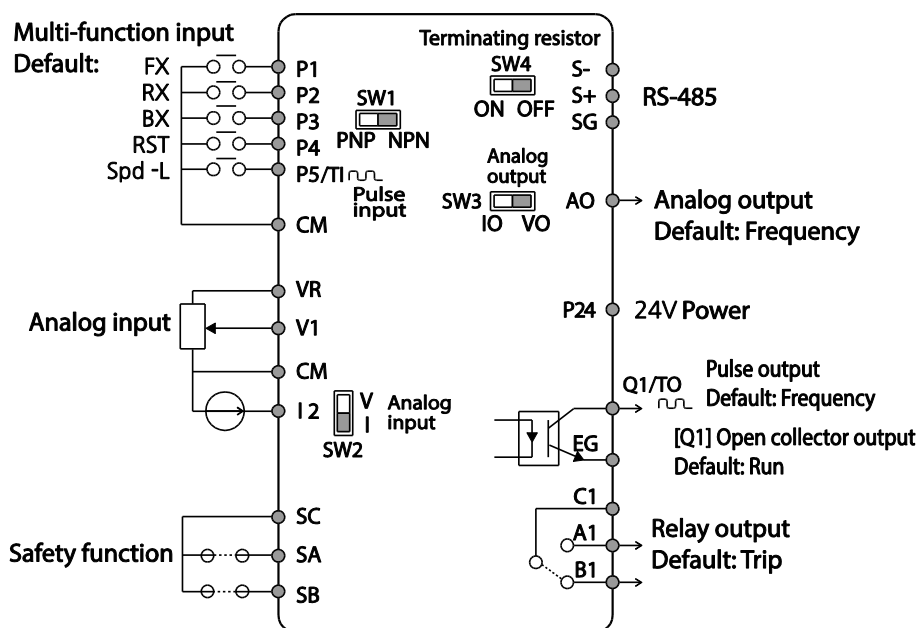 Multi-function input
Default:
FX
RX
BX
RST
Spd -L
P1
P2
P3
P4
P5/TI
Pulse
input
CM
SW1
PNP NPN
Terminating resistor
SW4
ON OFF
S-
S+
SG
RS-485
Analog
output
SW3
IO VO
AO
Analog output
Default: Frequency
Analog input
VR
V1
CM
I 2
V
I
SW2
Analog
input
P24
24V Power
Q1/TO
Pulse output
Default: Frequency
EG
[Q1] Open collector output
Default: Run
Safety function
SC
SA
SB
C1
A1
B1
Relay output
Default: Trip